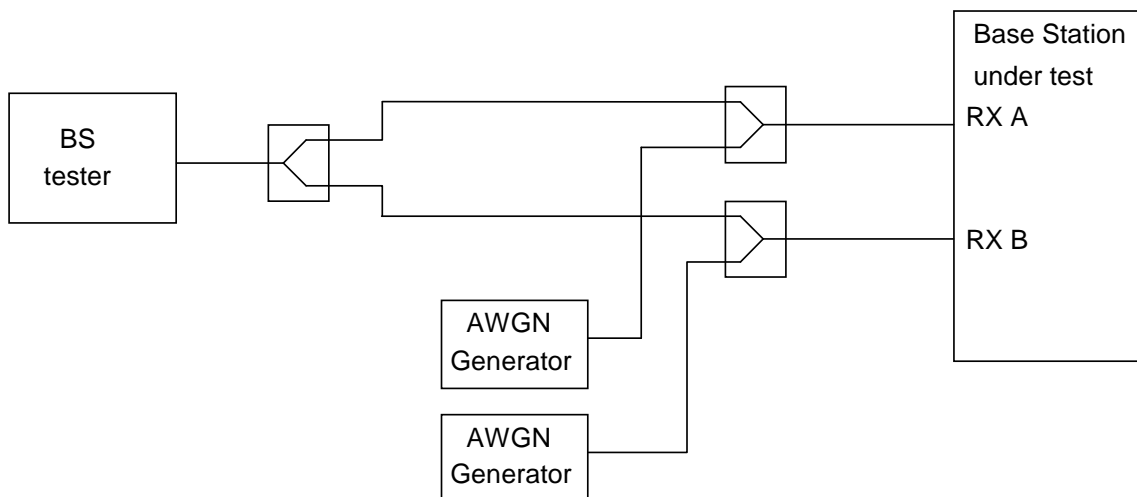 BS
tester
Base Station
under test
RX A
RX B
AWGN
Generator
AWGN
Generator